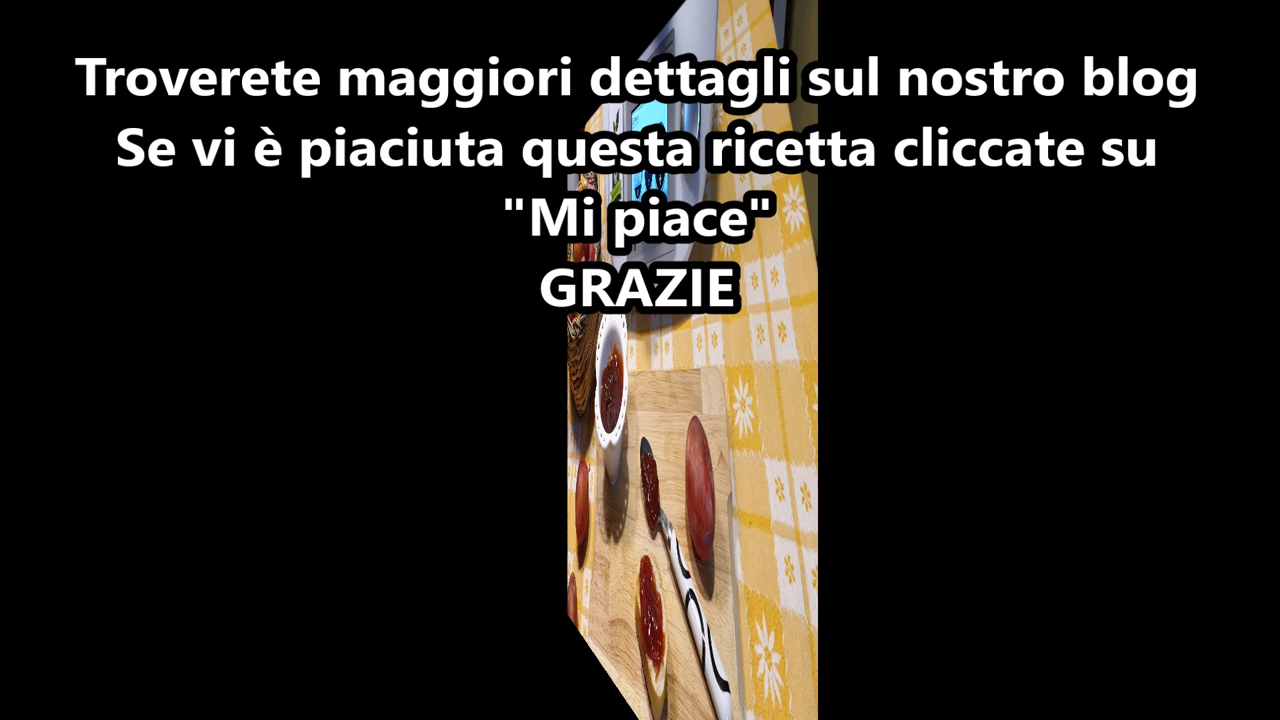 Troverete maggiori dettagli sul nostro blog
Se vi è piaciuta questa ricetta cliccate su
"Mi piace"
GRAZIE